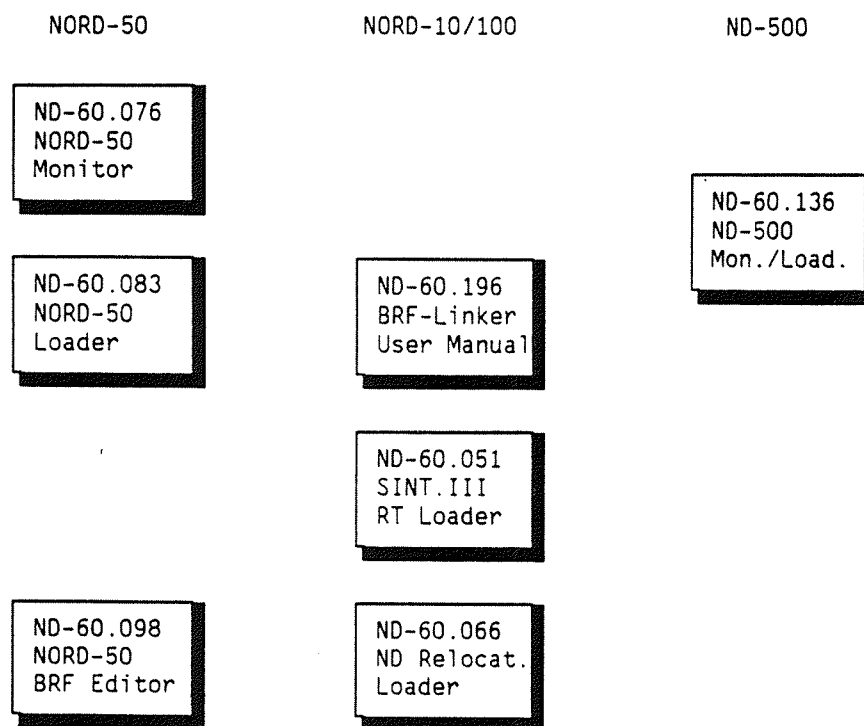 NORD-50
NORD-10/100
ND-500
ND-60.076
NORD-50
Monitor
ND-60.136
ND-500
Mon./Load.
ND-60.083
NORD-50
Loader
ND-60.196
BRF-Linker
User Manual
ND-60.051
SINT.III
RT Loader
ND-60.098
NORD-50
BRF Editor
ND-60.066
ND Relocat.
Loader